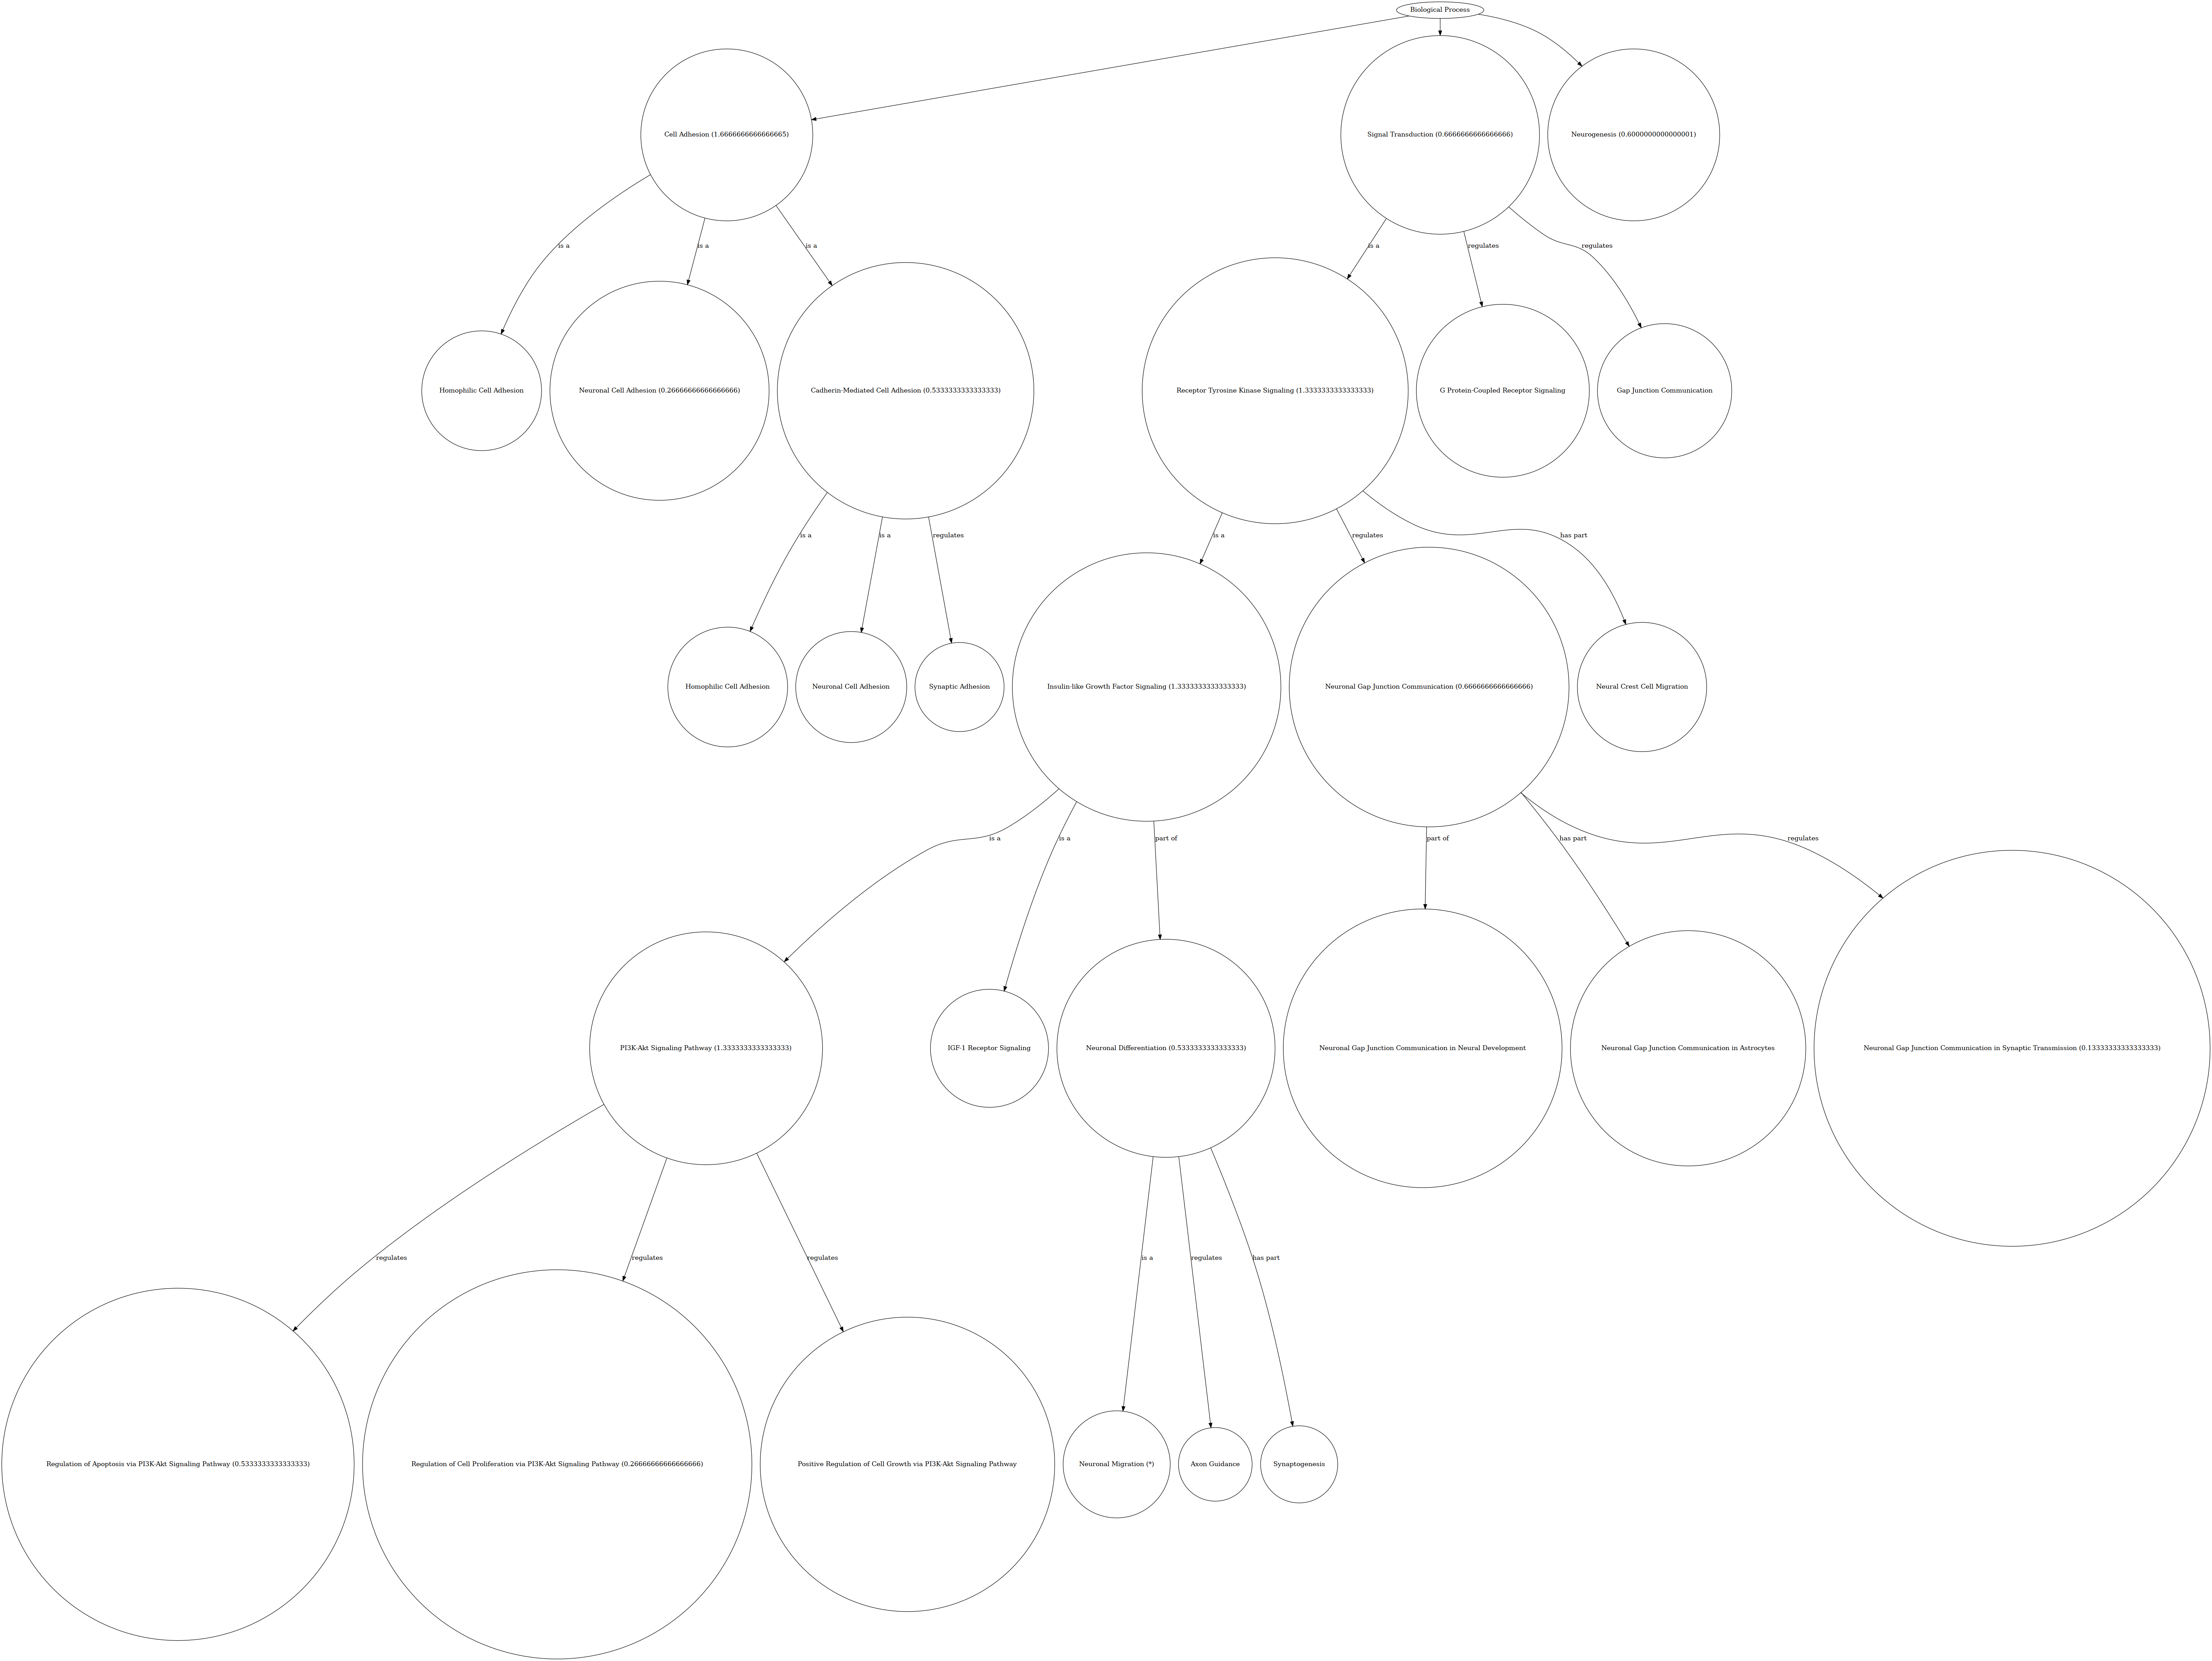 Biological Process
Cell Adhesion (1.6666666666666665)
Signal Transduction (0.6666666666666666)
Neurogenesis (0.6000000000000001)
is a
is a
is a
is a
regulates
regulates
Homophilic Cell Adhesion
Neuronal Cell Adhesion (0.26666666666666666)
Cadherin-Mediated Cell Adhesion (0.5333333333333333)
Receptor Tyrosine Kinase Signaling (1.3333333333333333)
G Protein-Coupled Receptor Signaling
Gap Junction Communication
is a
is a
regulates
is a
regulates
has part
Homophilic Cell Adhesion
Neuronal Cell Adhesion
Synaptic Adhesion
Insulin-like Growth Factor Signaling (1.3333333333333333)
Neuronal Gap Junction Communication (0.6666666666666666)
Neural Crest Cell Migration
is a
is a
part of
part of
has part
regulates
PI3K-Akt Signaling Pathway (1.3333333333333333)
IGF-1 Receptor Signaling
Neuronal Differentiation (0.5333333333333333)
Neuronal Gap Junction Communication in Neural Development
Neuronal Gap Junction Communication in Astrocytes
Neuronal Gap Junction Communication in Synaptic Transmission (0.13333333333333333)
regulates
regulates
regulates
is a
regulates
has part
Regulation of Apoptosis via PI3K-Akt Signaling Pathway (0.5333333333333333)
Regulation of Cell Proliferation via PI3K-Akt Signaling Pathway (0.26666666666666666)
Positive Regulation of Cell Growth via PI3K-Akt Signaling Pathway
Neuronal Migration (*)
Axon Guidance
Synaptogenesis